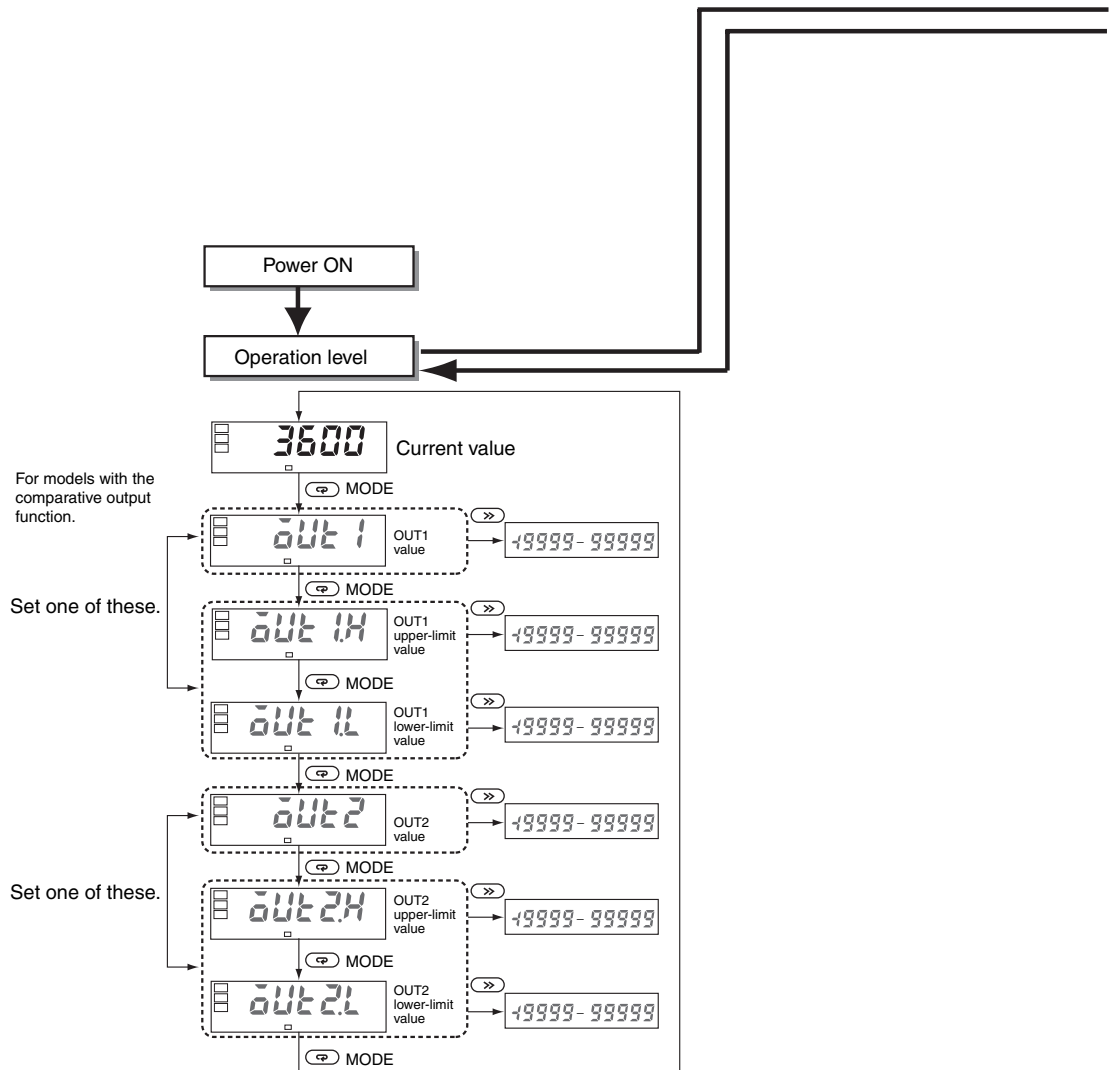 Power ON
Operation level
3600
Current value
For models with the
comparative output
function.
MODE
oUt 1
OUT1
value
-19999-99999
Set one of these.
MODE
oUt 1.H
OUT1
upper-limit
value
-19999-99999
MODE
oUt 1.L
OUT1
lower-limit
value
-19999-99999
MODE
oUt2
OUT2
value
-19999-99999
Set one of these.
MODE
oUt2.H
OUT2
upper-limit
value
-19999-99999
MODE
oUt2.L
OUT2
lower-limit
value
-19999-99999
MODE